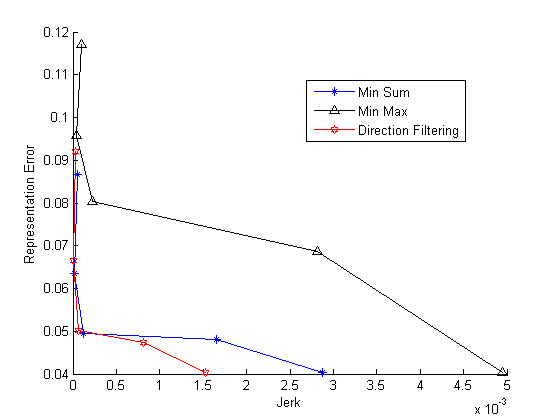 0.12
0.11
0.1
0.09
0.08
0.07
0.06
0.05
0.04
Representation Error
Min Sum
Min Max
Direction Filtering
0 0.5 1 1.5 2 2.5 3 3.5 4 4.5 5
Jerk
x 10⁻³